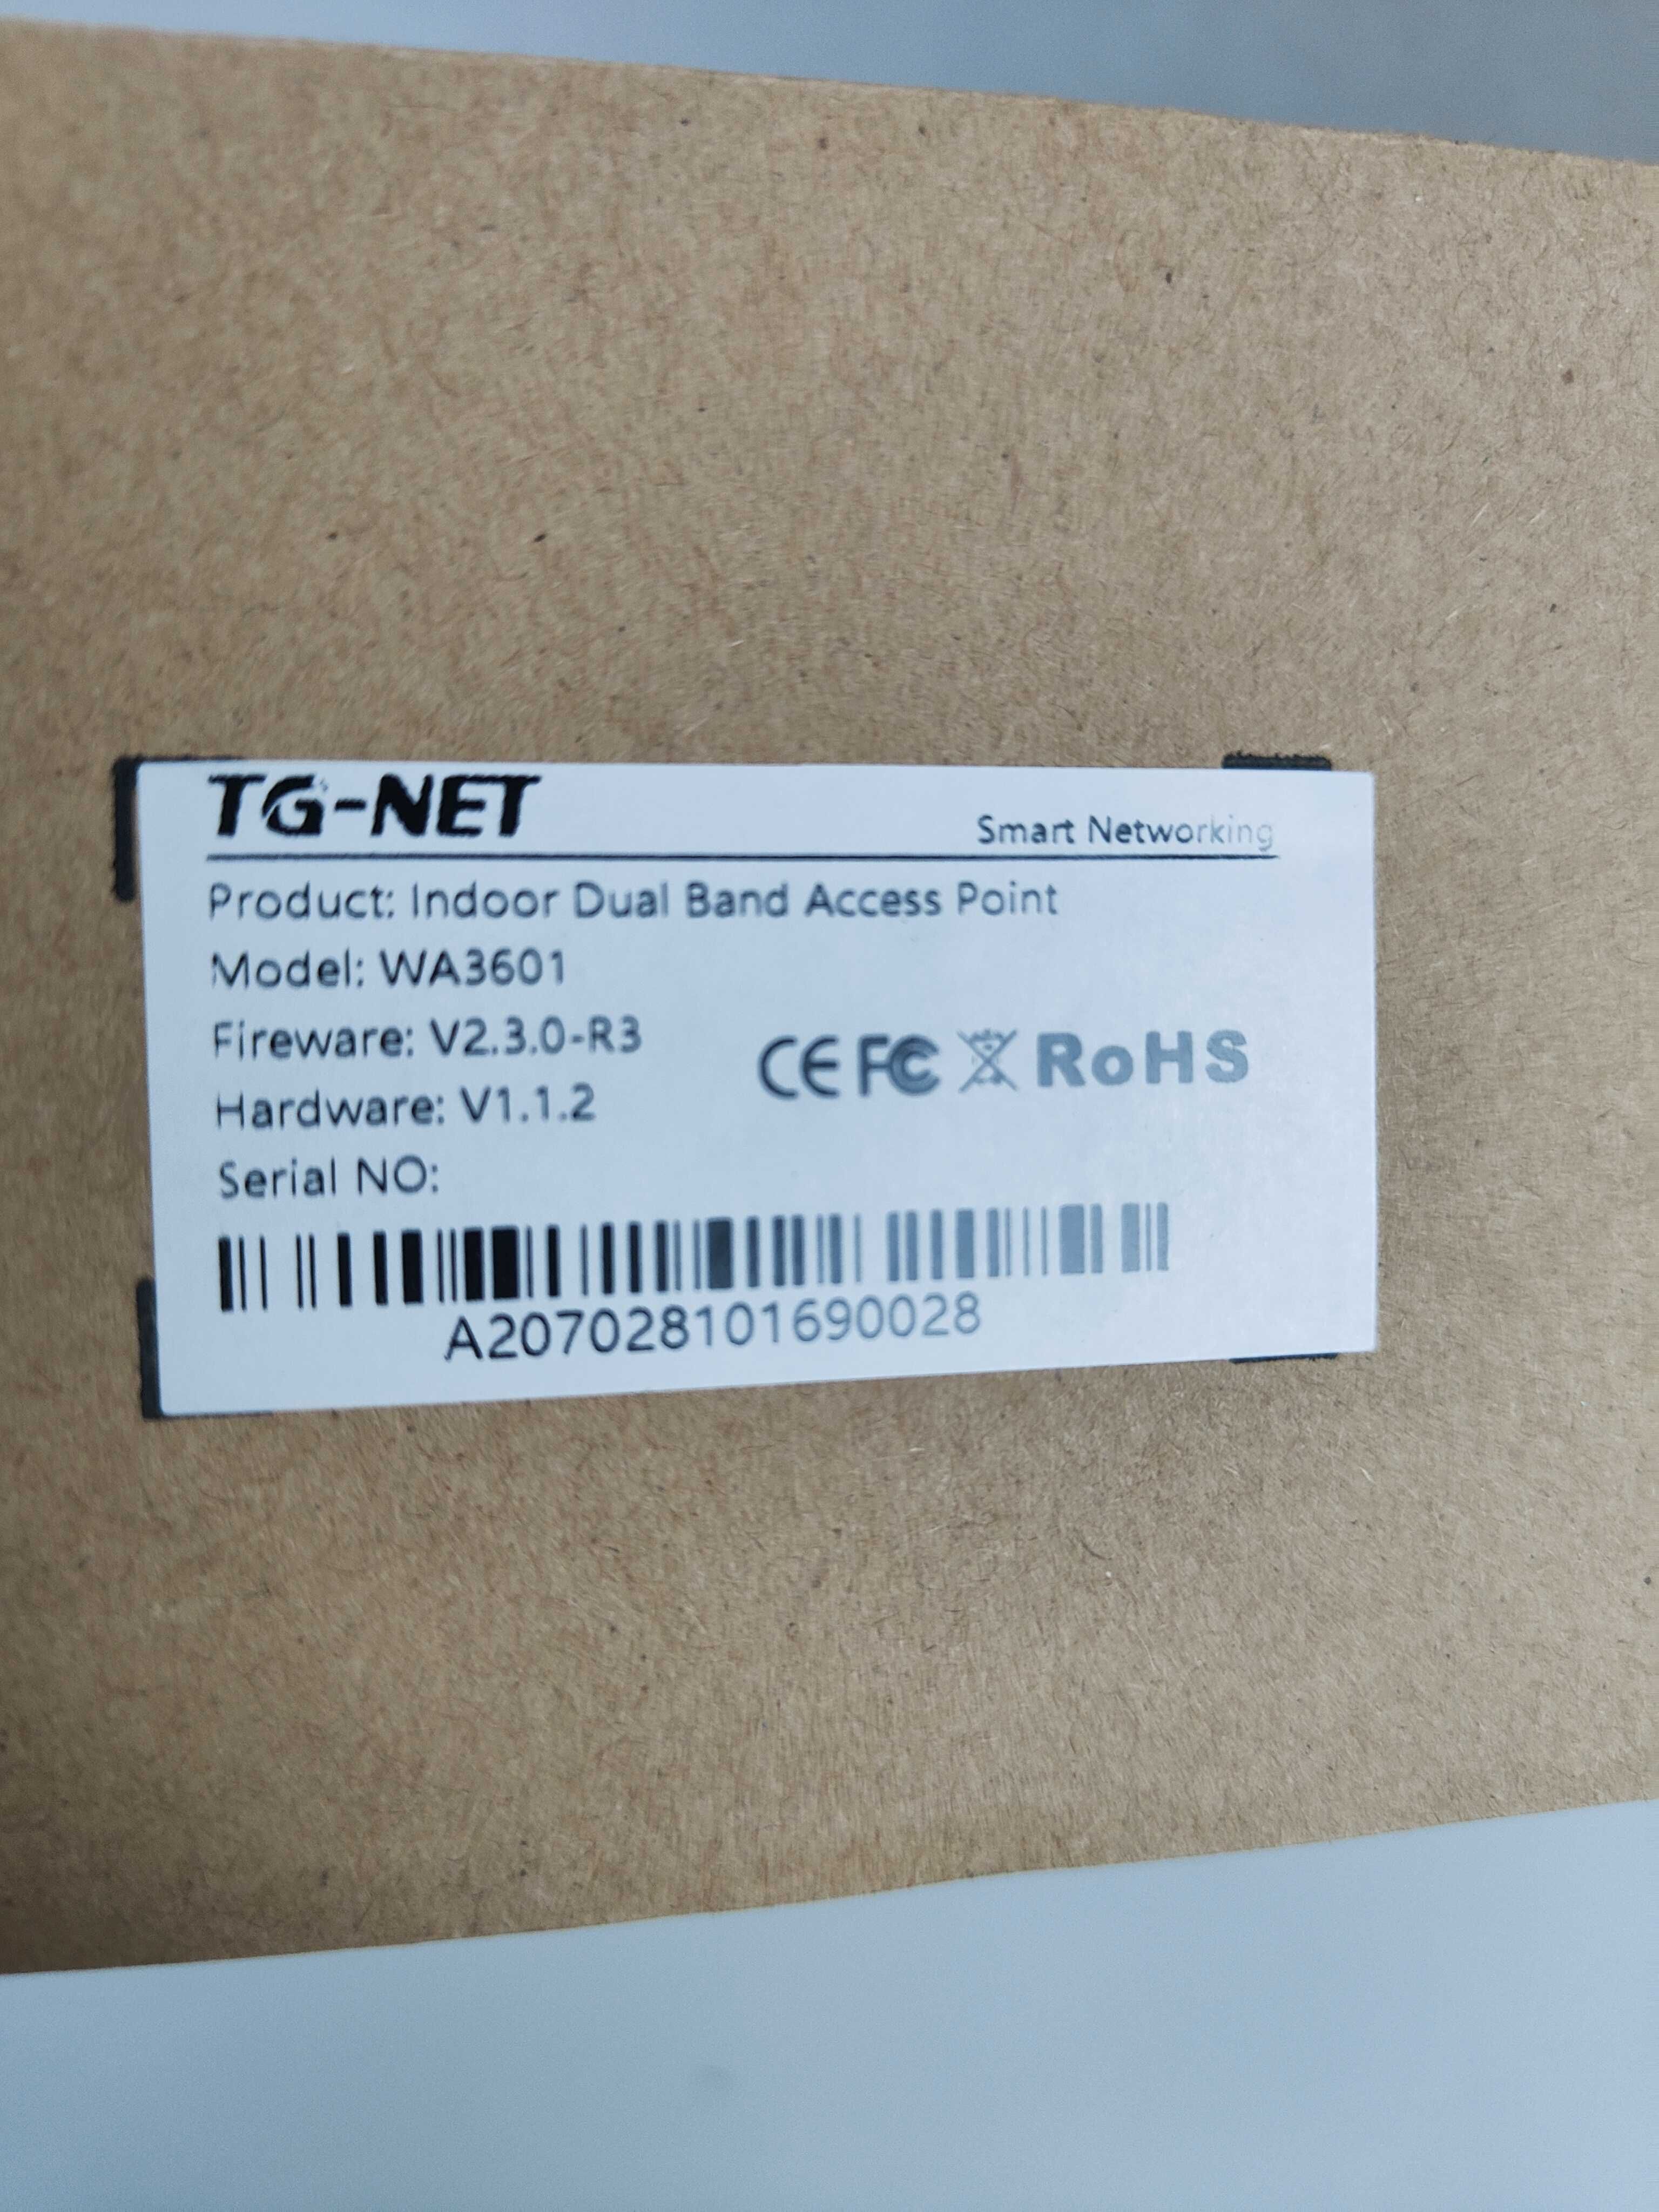 TG-NET
Smart Networking
Product: Indoor Dual Band Access Point
Model: WA3601
Fireware: V2.3.0-R3
Hardware: V1.1.2
CE FC RoHS
Serial NO:
A207028101690028